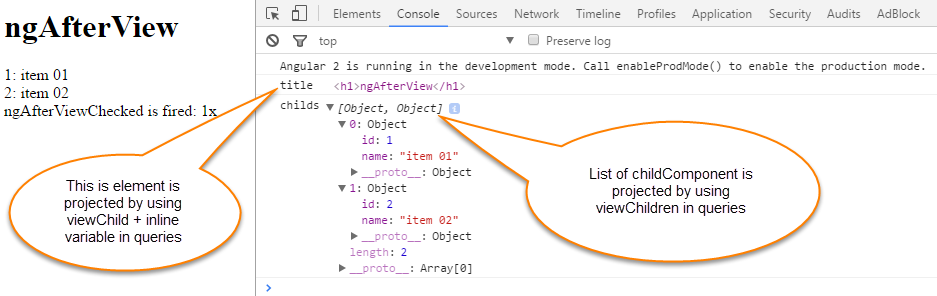 ngAfterView
1: item 01
2: item 02
ngAfterViewChecked is fired: 1x
This is element is
projected by using
viewChild + inline
variable in queries
Elements Console Sources Network Timeline Profiles Application Security Audits AdBlock
top Preserve log
Angular 2 is running in the development mode. Call enableProdMode() to enable the production mode.
title <h1>ngAfterView</h1>
childs [Object, Object] i
0: Object
id: 1
name: "item 01"
__proto__: Object
1: Object
id: 2
name: "item 02"
__proto__: Object
length: 2
__proto__: Array[0]
List of childComponent is
projected by using
viewChildren in queries